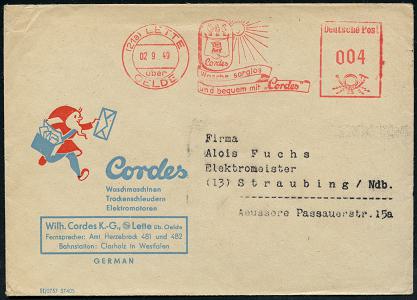 (21a) LETTE
02 9 49
über
OELDE
Cordes
Wasche sorglos
und bequem mit "Cordes"
Deutsche Post
004
Cordes
Waschmaschinen
Trockenschleudern
Elektromotoren
Wilh. Cordes K.-G., Lette üb. Oelde
Fernsprecher: Amt Herzebrock 481 und 482
Bahnstation: Clarholz in Westfalen
GERMAN
Firma
Alois Fuchs
Elektromeister
(13) Straubing / Ndb.
Aeussere Passauerstr.15a